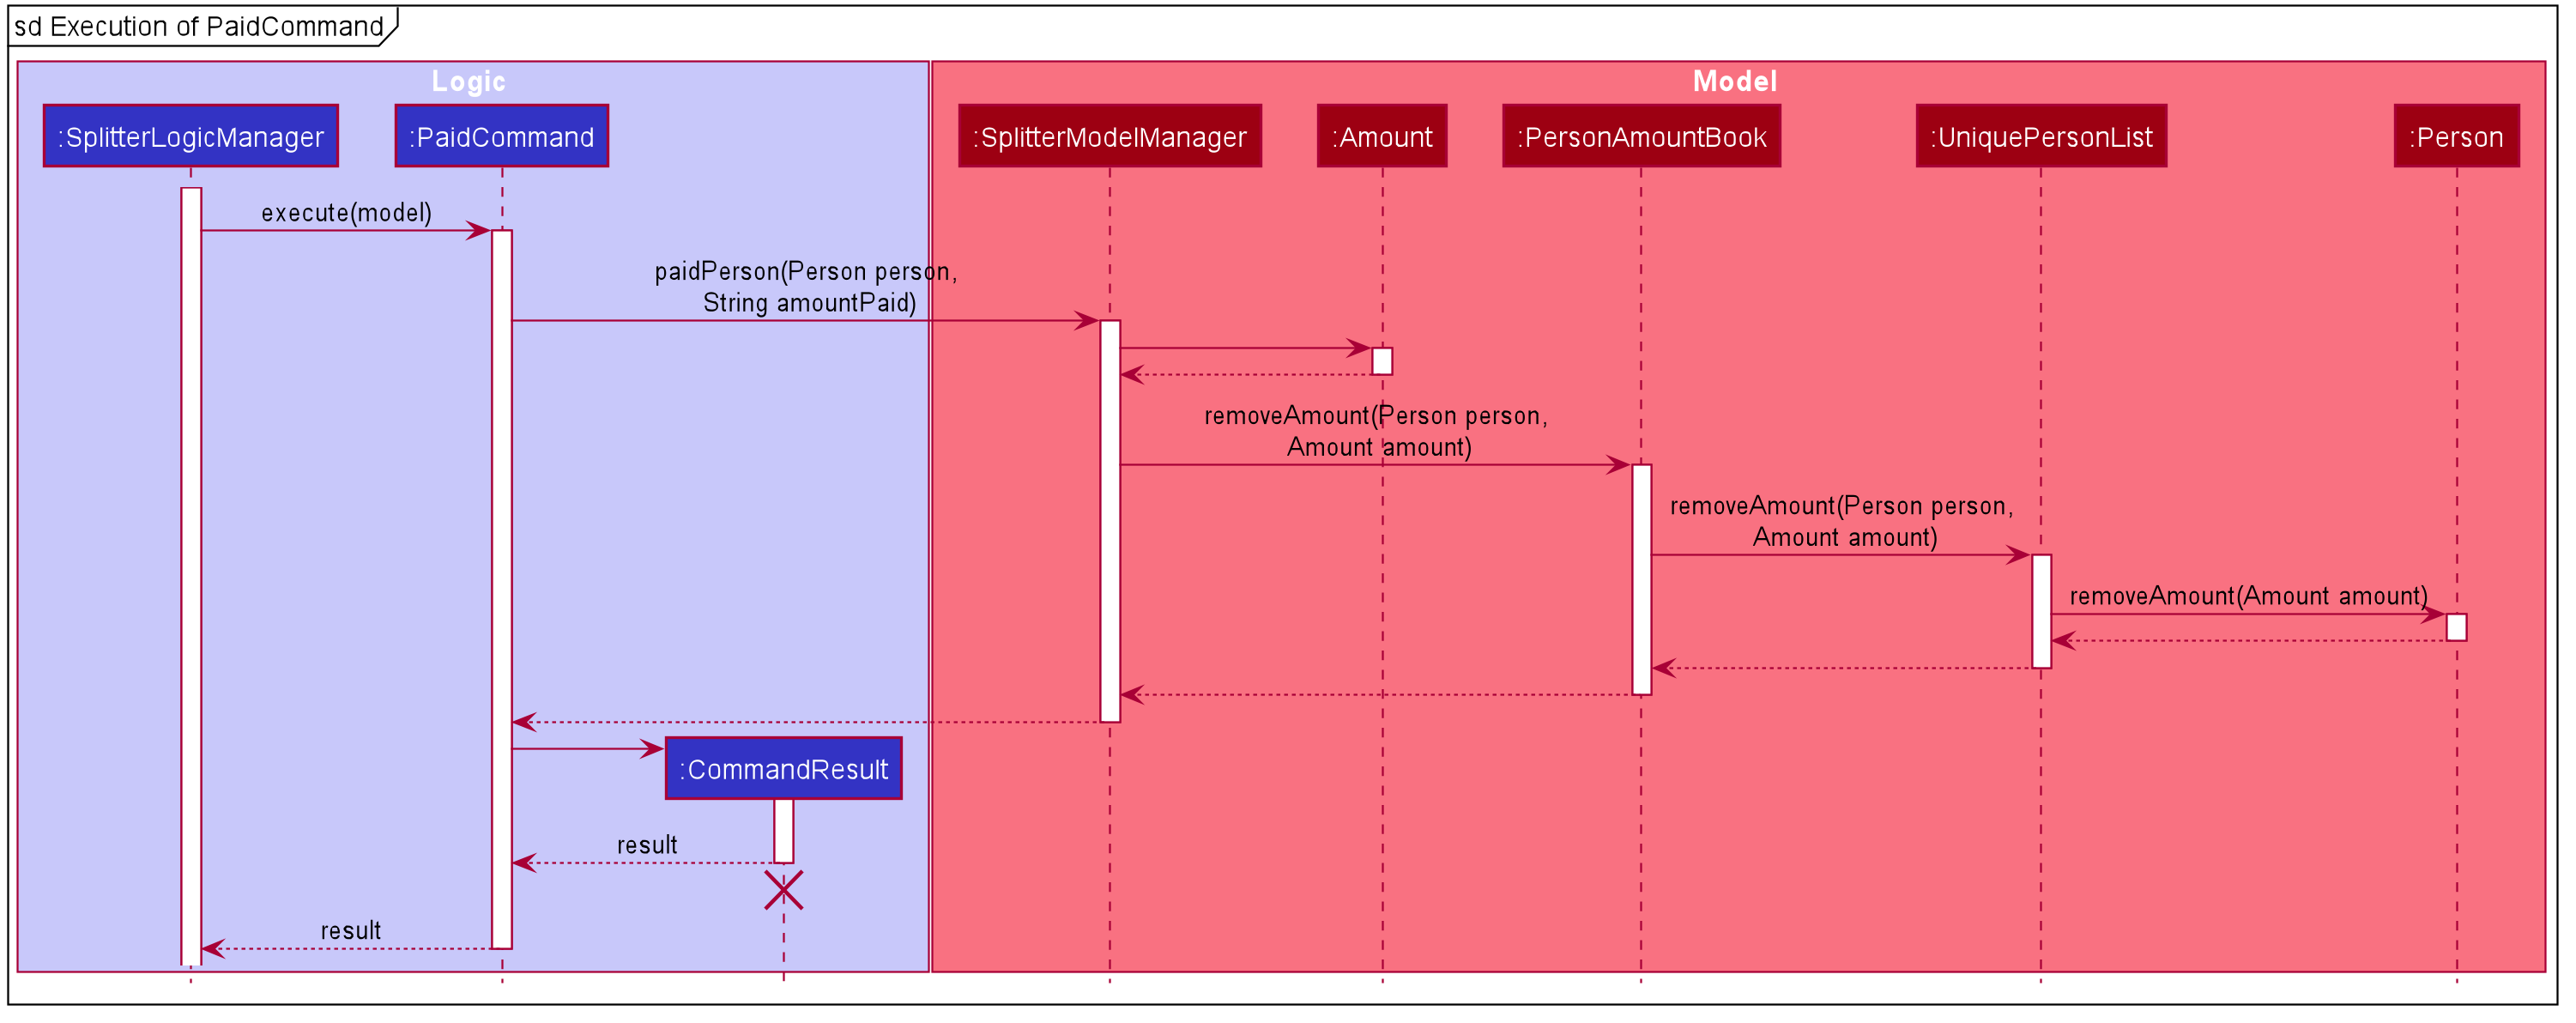 sd Execution of PaidCommand
Logic
Model
:SplitterLogicManager
:PaidCommand
:SplitterModelManager
:Amount
:PersonAmountBook
:UniquePersonList
:Person
execute(model)
paidPerson(Person person,
String amountPaid)
removeAmount(Person person,
Amount amount)
removeAmount(Person person,
Amount amount)
removeAmount(Amount amount)
:CommandResult
result
result